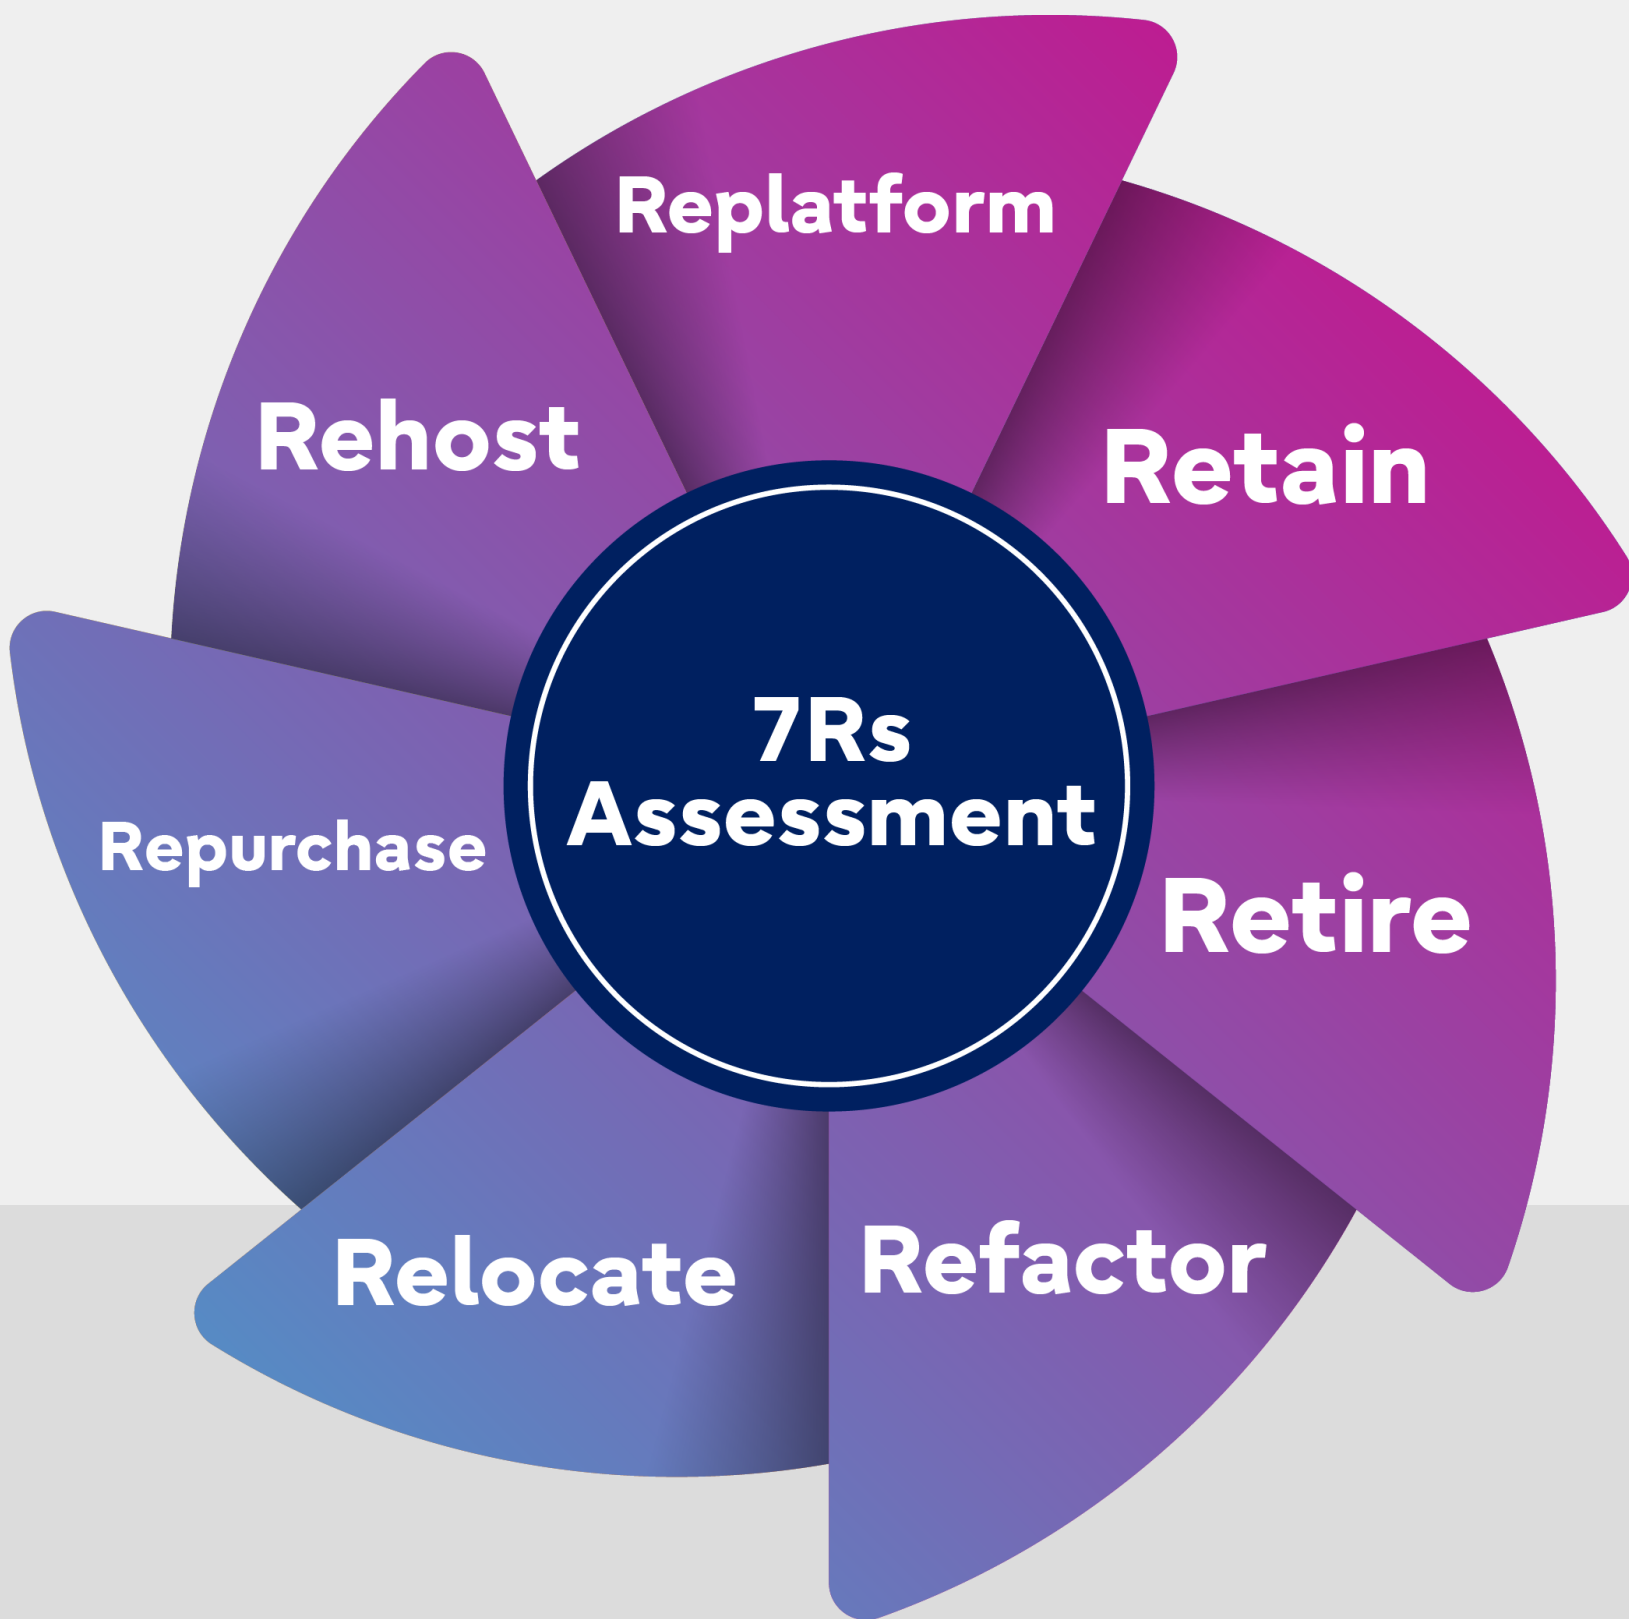 Replatform
Rehost
Retain
7Rs
Assessment
Repurchase
Retire
Relocate
Refactor